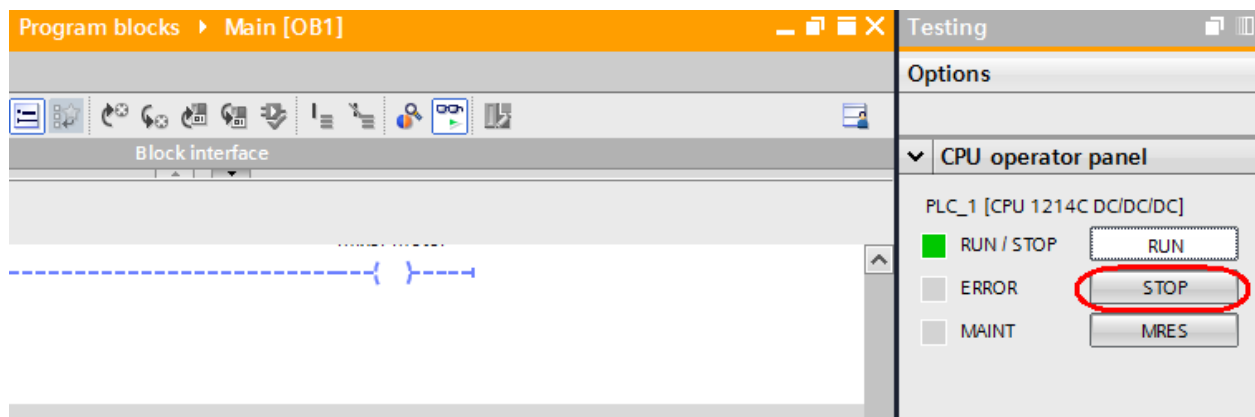 Program blocks ▸ Main [OB1]
Testing
Options
Block interface
CPU operator panel
PLC_1 [CPU 1214C DC/DC/DC]
RUN / STOP RUN
ERROR STOP
MAINT MRES